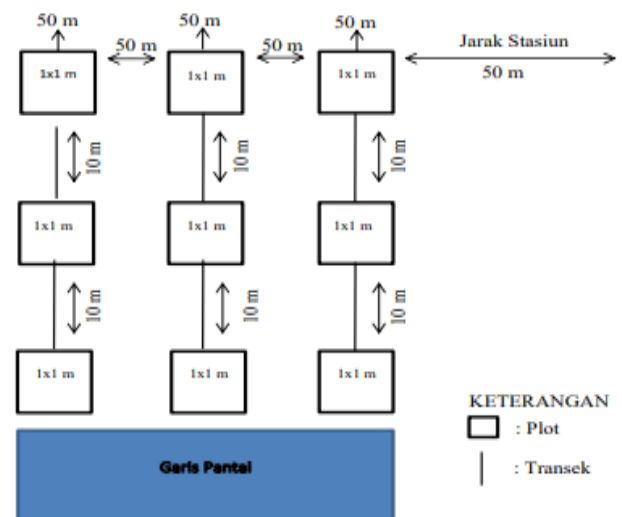 50 m 50 m 50 m
50 m 50 m Jarak Stasiun
50 m
1x1 m 1x1 m 1x1 m
10 m 10 m 10 m
1x1 m 1x1 m 1x1 m
10 m 10 m 10 m
1x1 m 1x1 m 1x1 m
KETERANGAN
: Plot
Garis Pantai
: Transek